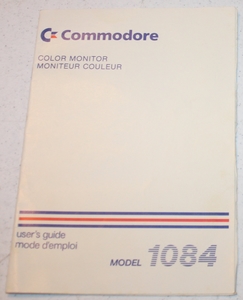 Commodore
COLOR MONITOR
MONITEUR COULEUR
user's guide
mode d'emploi
MODEL 1084